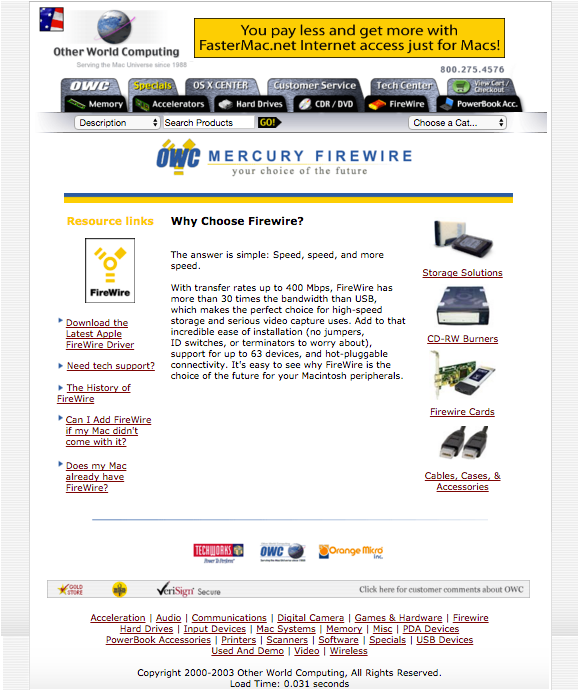 You pay less and get more with
FasterMac.net Internet access just for Macs!
Other World Computing
Serving the Mac Universe since 1988
800.275.4576
OWC Specials OS X CENTER Customer Service Tech Center View Cart / Checkout
Memory Accelerators Hard Drives CDR / DVD FireWire PowerBook Acc.
Description Search Products GO! Choose a Cat...
OWC MERCURY FIREWIRE
your choice of the future
Resource links
FireWire
Download the
Latest Apple
FireWire Driver
Need tech support?
The History of
FireWire
Can I Add FireWire
if my Mac didn't
come with it?
Does my Mac
already have
FireWire?
Why Choose Firewire?
The answer is simple: Speed, speed, and more
speed.
With transfer rates up to 400 Mbps, FireWire has
more than 30 times the bandwidth than USB,
which makes the perfect choice for high-speed
storage and serious video capture uses. Add to that
incredible ease of installation (no jumpers,
ID switches, or terminators to worry about),
support for up to 63 devices, and hot-pluggable
connectivity. It's easy to see why FireWire is the
choice of the future for your Macintosh peripherals.
Storage Solutions
CD-RW Burners
Firewire Cards
Cables, Cases, &
Accessories
TECHWORKS OWC Orange Micro Inc.
GOLD STORE VeriSign Secure Click here for customer comments about OWC
Acceleration | Audio | Communications | Digital Camera | Games & Hardware | Firewire
Hard Drives | Input Devices | Mac Systems | Memory | Misc | PDA Devices
PowerBook Accessories | Printers | Scanners | Software | Specials | USB Devices
Used And Demo | Video | Wireless
Copyright 2000-2003 Other World Computing, All Rights Reserved.
Load Time: 0.031 seconds